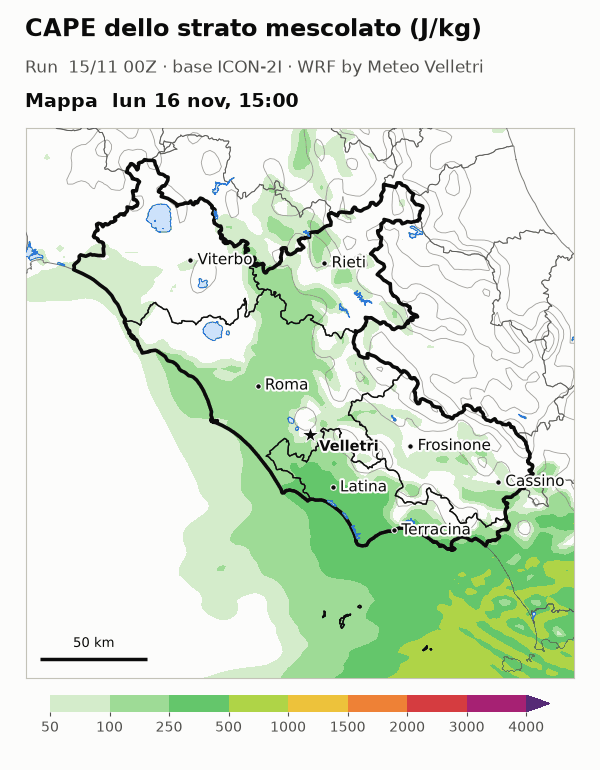 CAPE dello strato mescolato (J/kg)
Run  15/11 00Z · base ICON-2I · WRF by Meteo Velletri
Mappa  lun 16 nov, 15:00
Viterbo
Rieti
Roma
Velletri
Frosinone
Cassino
Latina
Terracina
50 km
50 100 250 500 1000 1500 2000 3000 4000